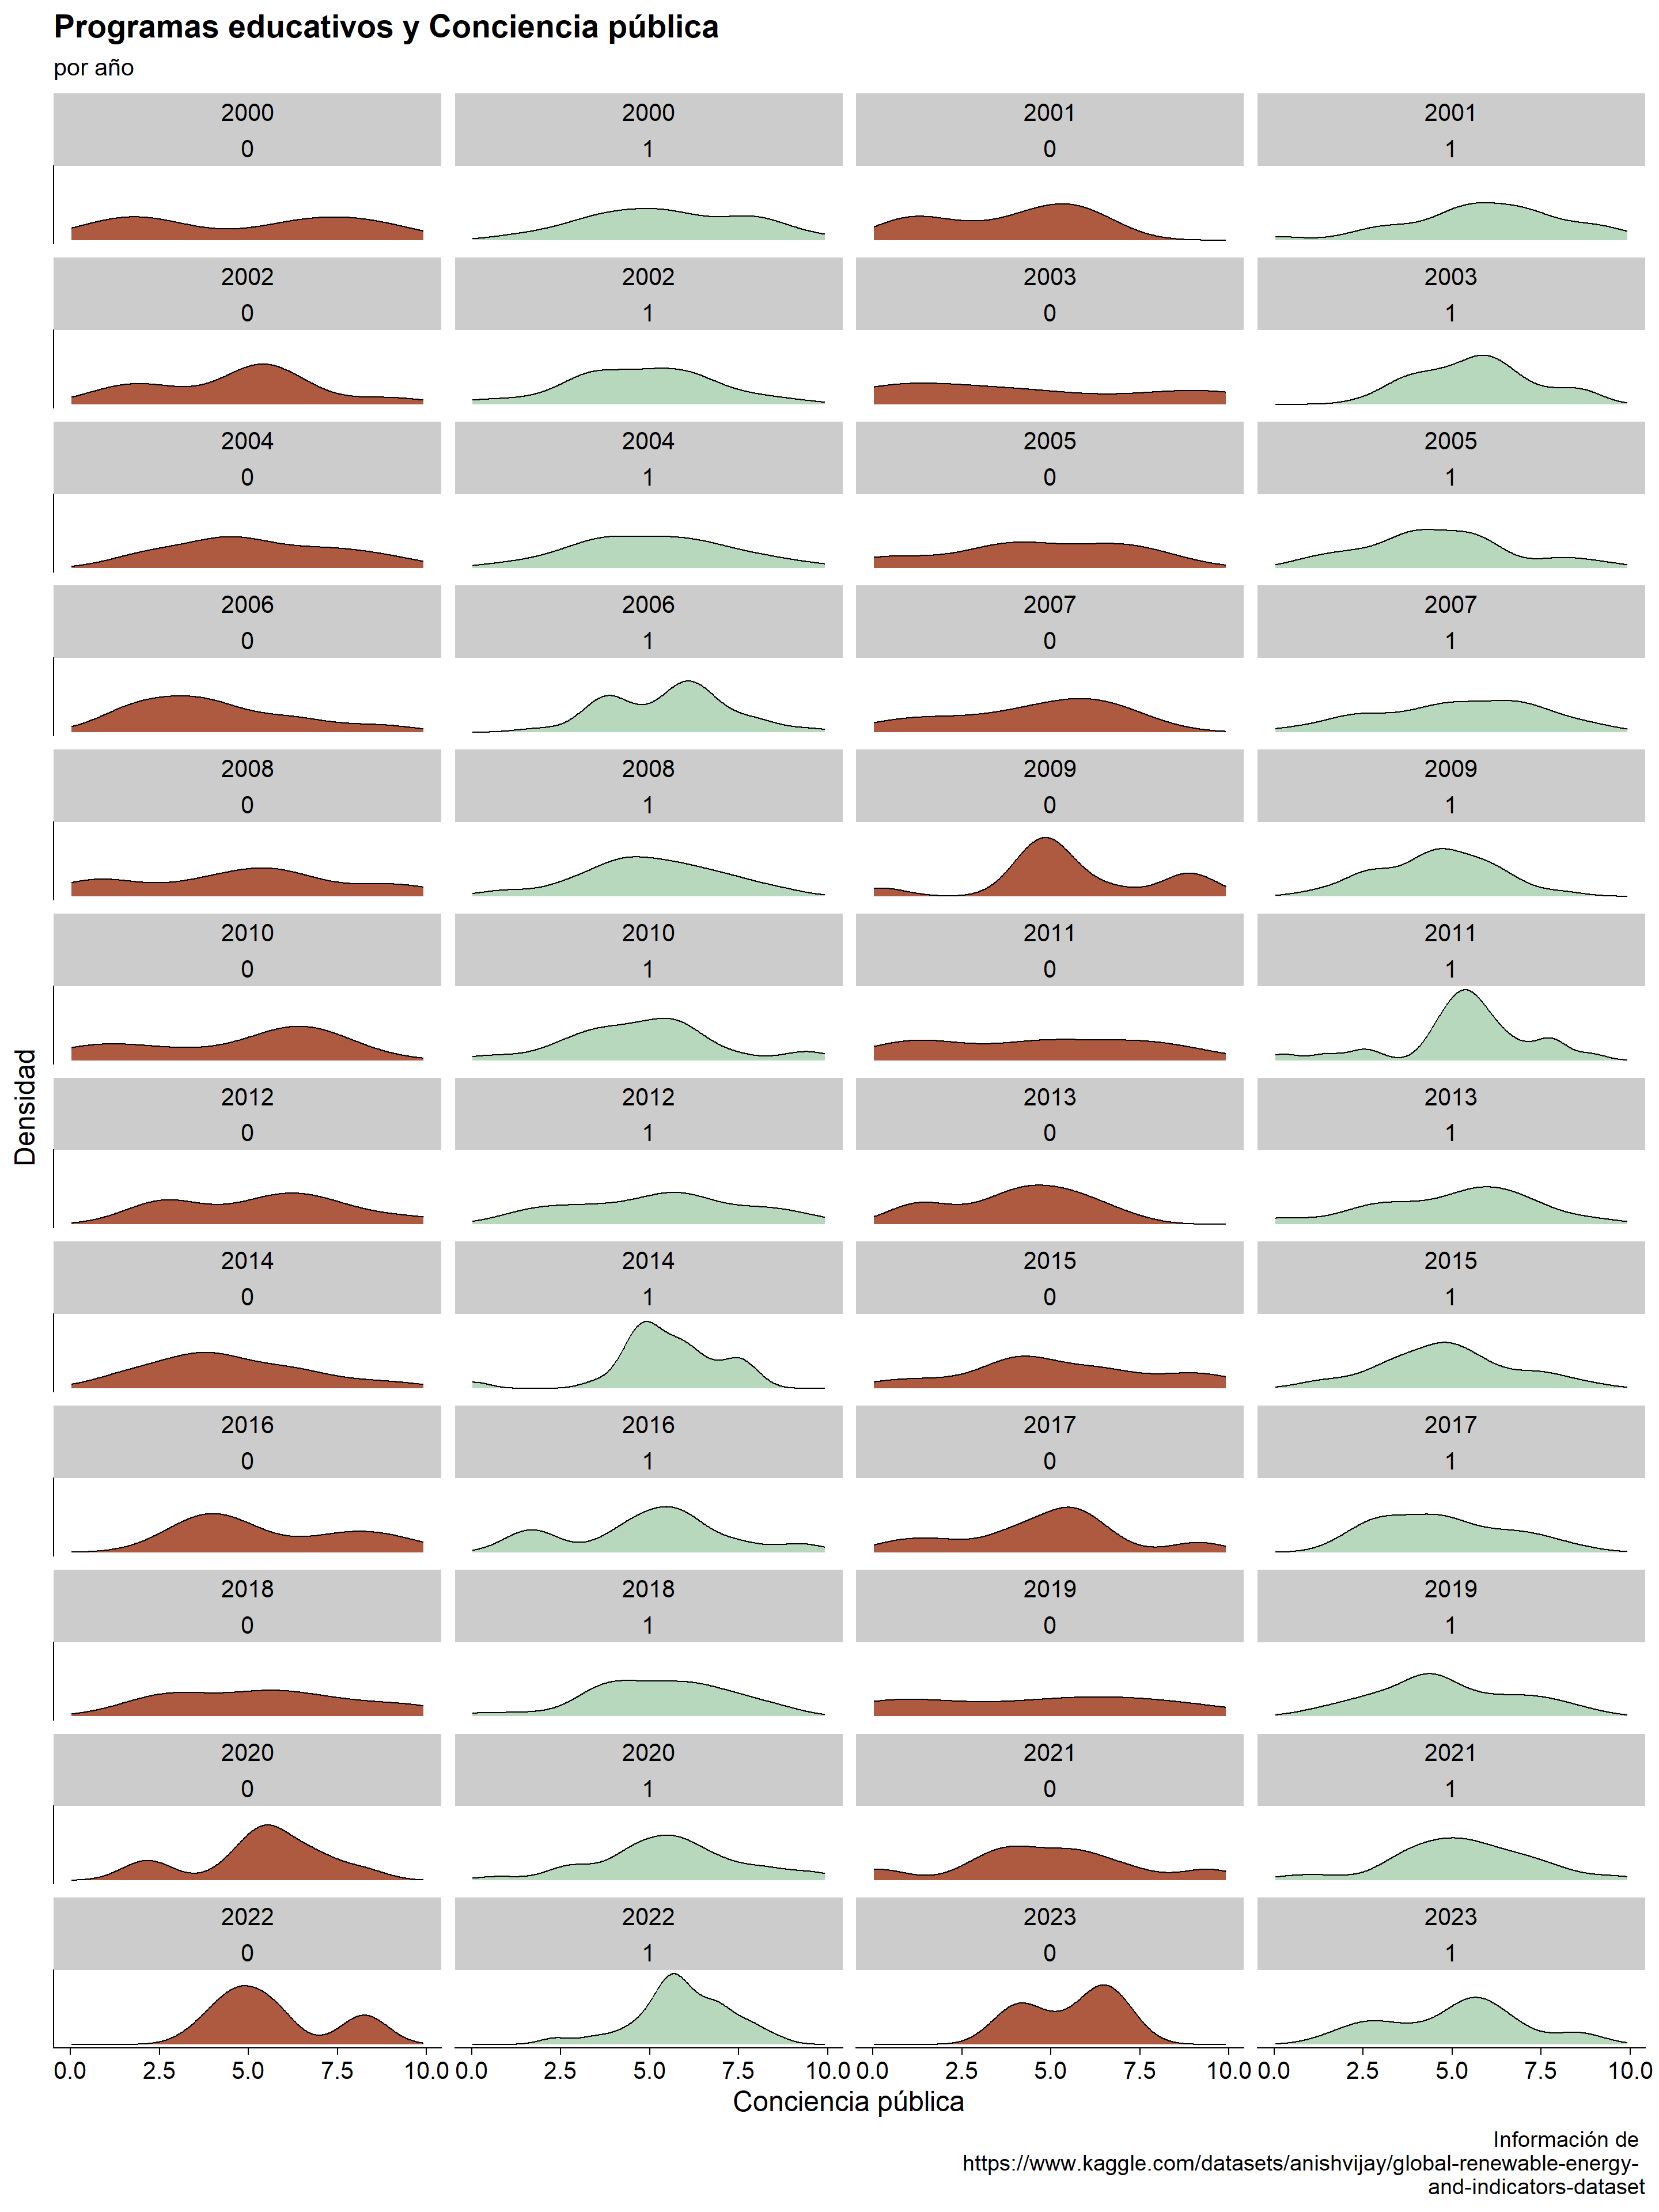 Programas educativos y Conciencia pública
por año
2000 2000 2001 2001
0 1 0 1
2002 2002 2003 2003
0 1 0 1
2004 2004 2005 2005
0 1 0 1
2006 2006 2007 2007
0 1 0 1
2008 2008 2009 2009
0 1 0 1
2010 2010 2011 2011
0 1 0 1
Densidad
2012 2012 2013 2013
0 1 0 1
2014 2014 2015 2015
0 1 0 1
2016 2016 2017 2017
0 1 0 1
2018 2018 2019 2019
0 1 0 1
2020 2020 2021 2021
0 1 0 1
2022 2022 2023 2023
0 1 0 1
0.0 2.5 5.0 7.5 10.0 0.0 2.5 5.0 7.5 10.0 0.0 2.5 5.0 7.5 10.0 0.0 2.5 5.0 7.5 10.0
Conciencia pública
Información de
https://www.kaggle.com/datasets/anishvijay/global-renewable-energy-
and-indicators-dataset